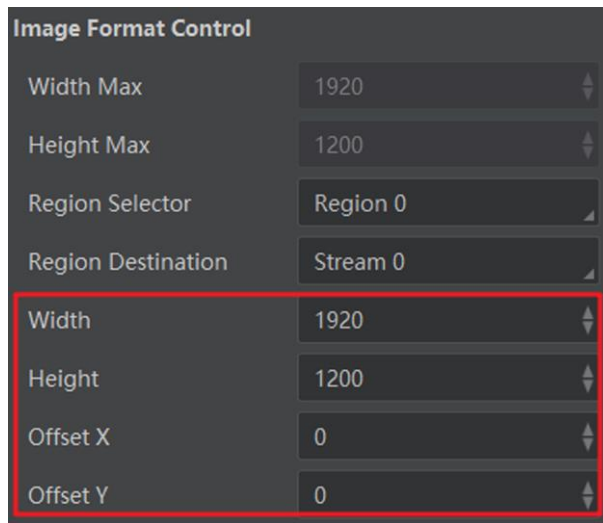 Image Format Control
Width Max 1920
Height Max 1200
Region Selector Region 0
Region Destination Stream 0
Width 1920
Height 1200
Offset X 0
Offset Y 0